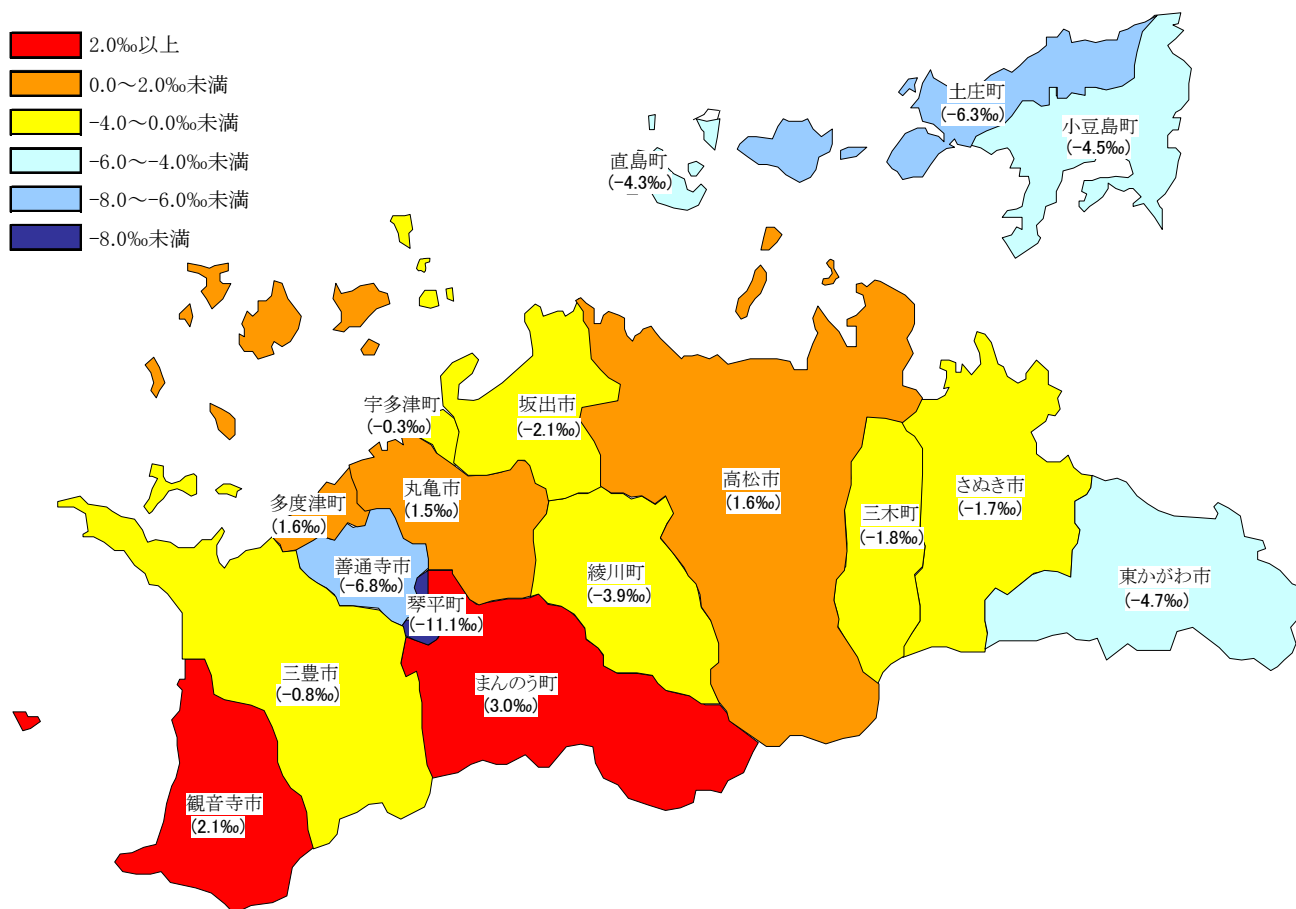 2.0‰以上
0.0～2.0‰未満
-4.0～0.0‰未満
-6.0～-4.0‰未満
-8.0～-6.0‰未満
-8.0‰未満
土庄町
(-6.3‰)
小豆島町
(-4.5‰)
直島町
(-4.3‰)
宇多津町
(-0.3‰)
坂出市
(-2.1‰)
高松市
(1.6‰)
さぬき市
(-1.7‰)
三木町
(-1.8‰)
丸亀市
(1.5‰)
多度津町
(1.6‰)
善通寺市
(-6.8‰)
綾川町
(-3.9‰)
東かがわ市
(-4.7‰)
琴平町
(-11.1‰)
三豊市
(-0.8‰)
まんのう町
(3.0‰)
観音寺市
(2.1‰)